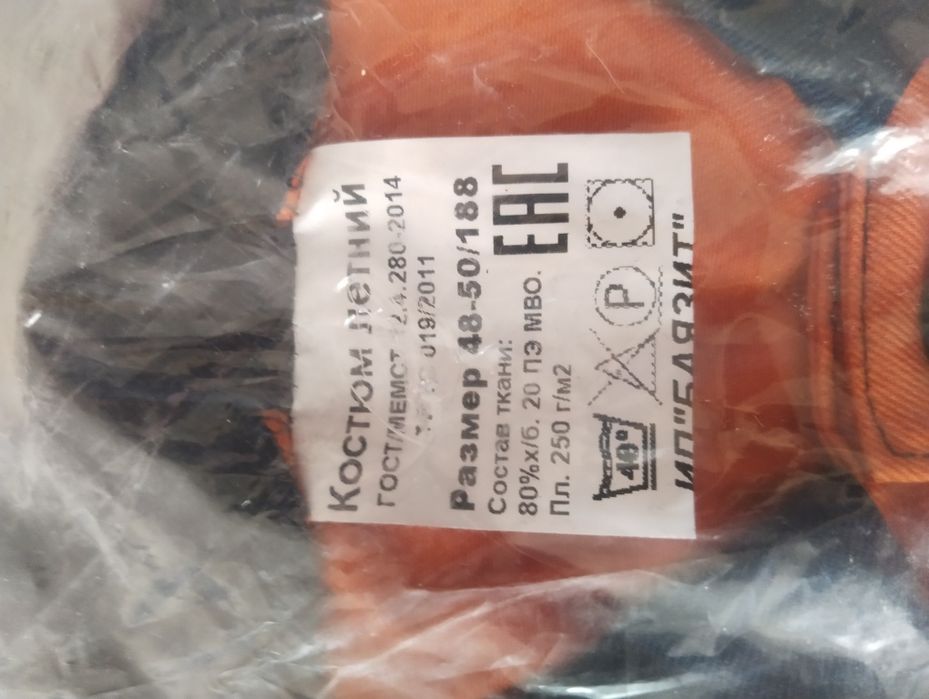 Костюм летний
ГОСТ/МЕМСТ 12.4.280-2014
019/2011
Размер 48-50/188
Состав ткани:
80%х/б. 20 ПЭ МВО.
Пл. 250 г/м2
ЕАС
40°
P
ИП"БАЯЗИТ"